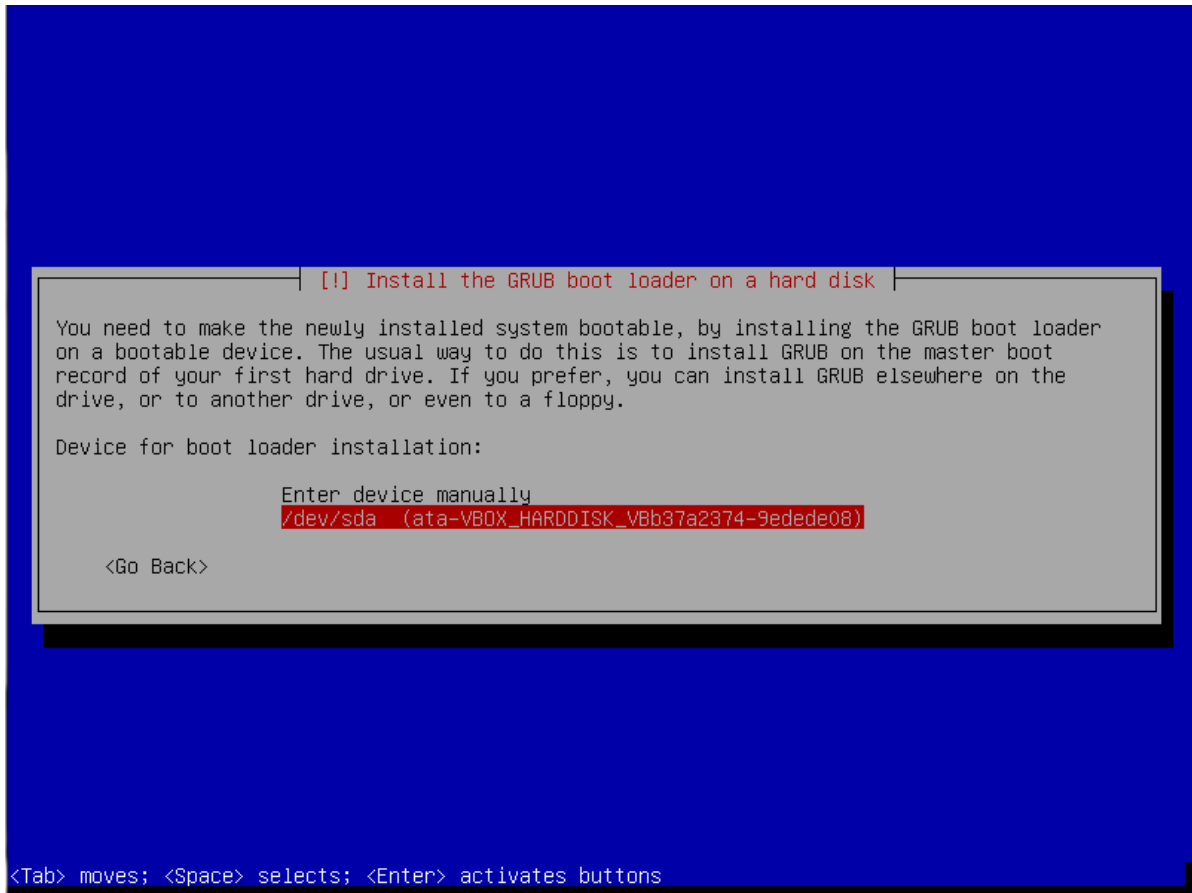 [!] Install the GRUB boot loader on a hard disk
You need to make the newly installed system bootable, by installing the GRUB boot loader
on a bootable device. The usual way to do this is to install GRUB on the master boot
record of your first hard drive. If you prefer, you can install GRUB elsewhere on the
drive, or to another drive, or even to a floppy.
Device for boot loader installation:
Enter device manually
/dev/sda (ata-VBOX_HARDDISK_VBb37a2374-9edede08)
<Go Back>
<Tab> moves; <Space> selects; <Enter> activates buttons